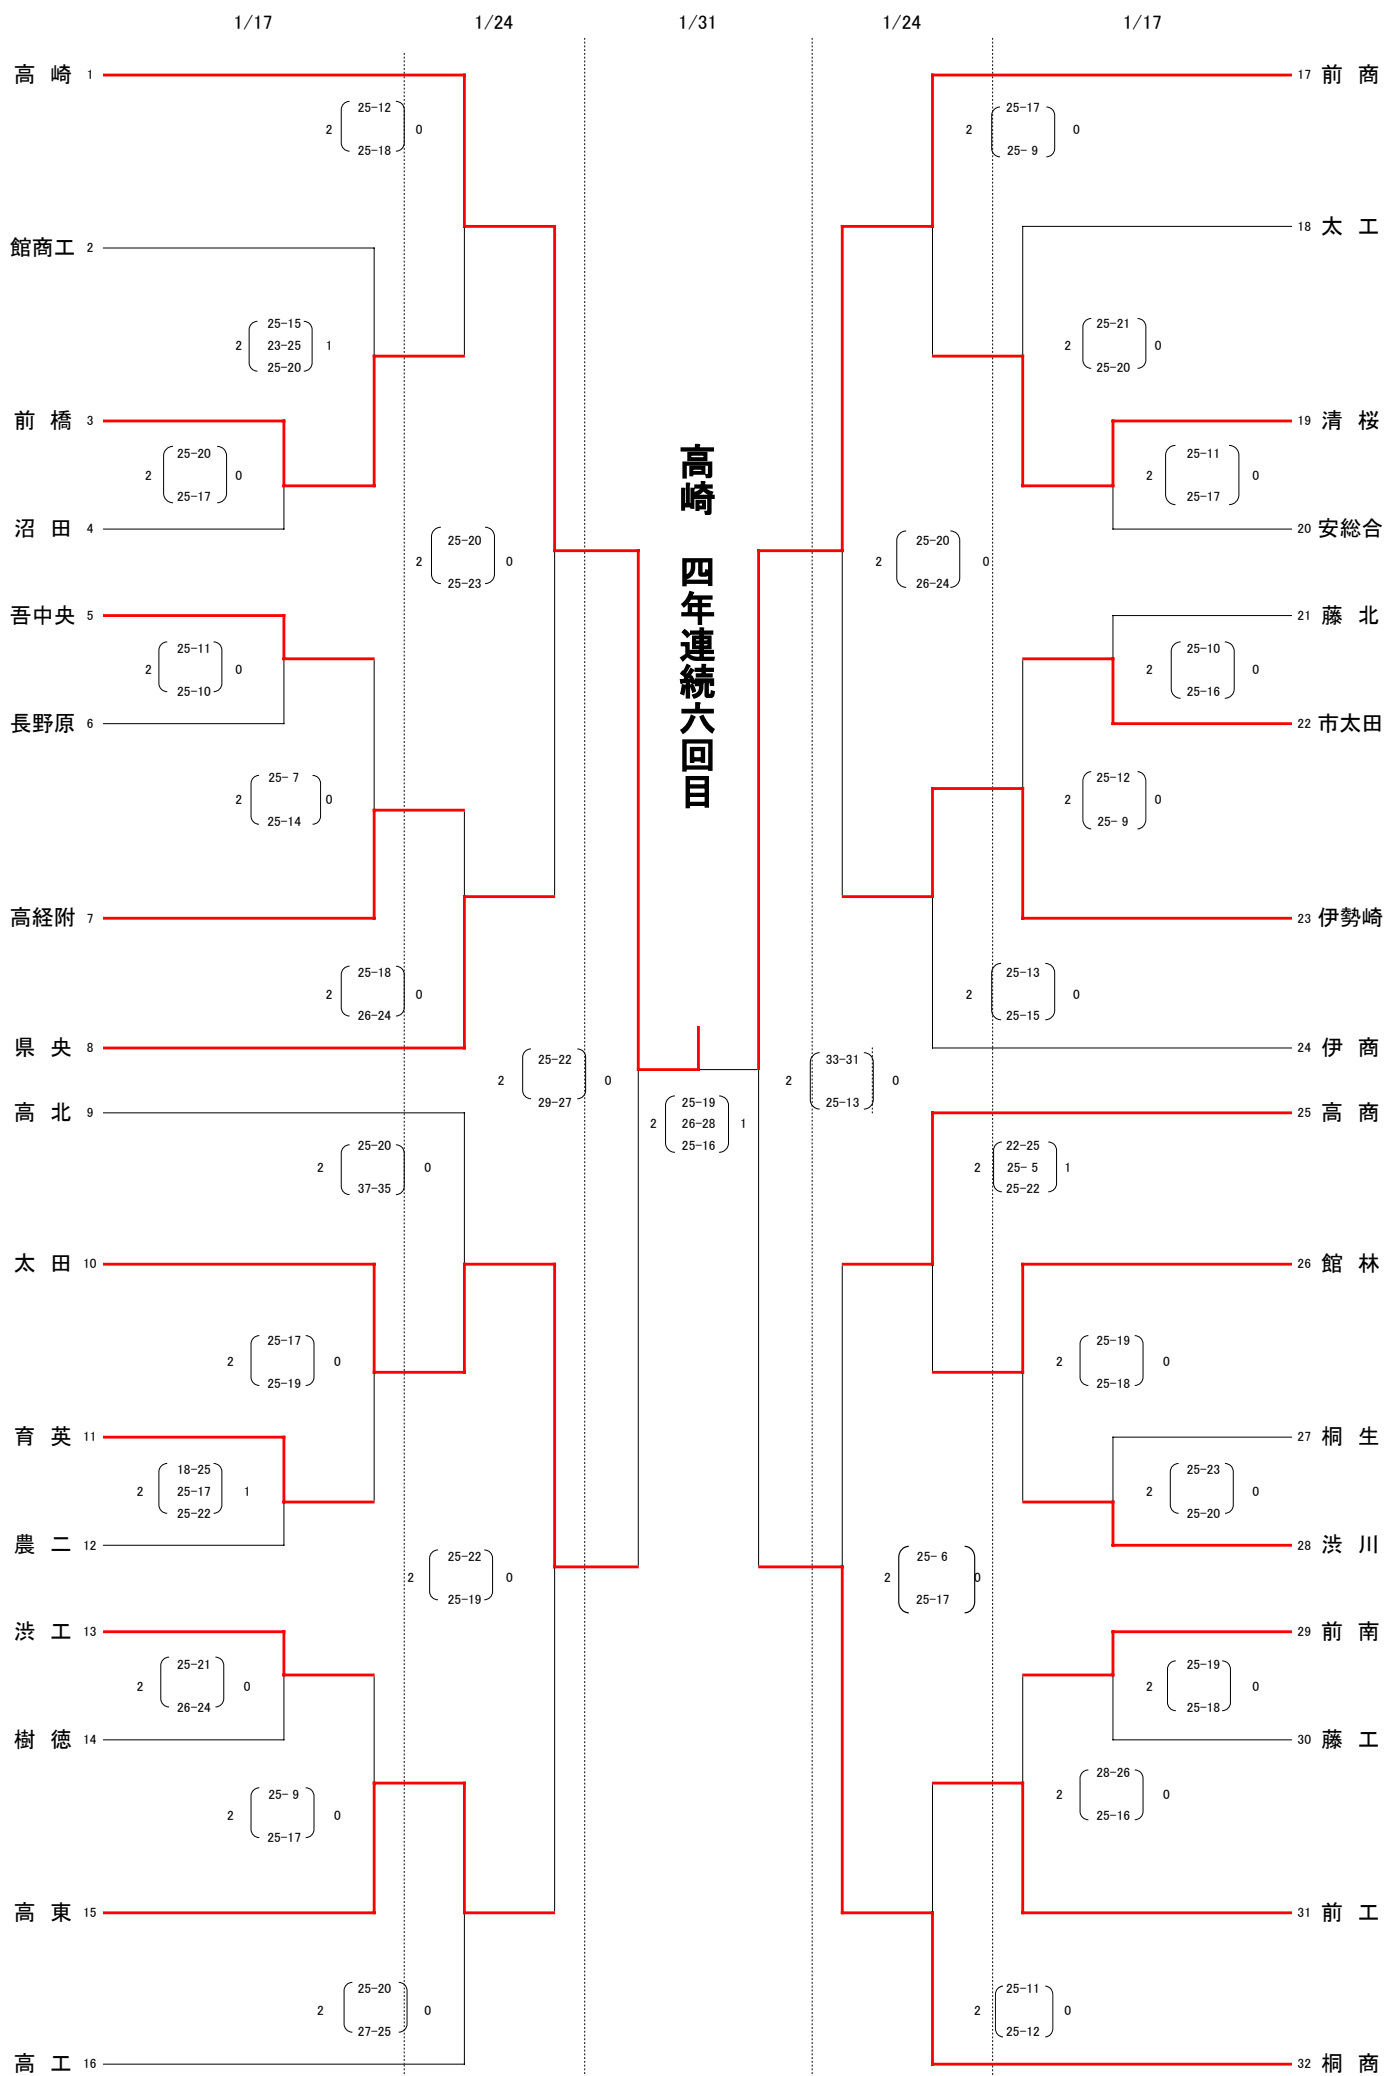 1/17 1/24 1/31 1/24 1/17
高 崎 1
25-12
2 0
25-18
館商工 2
25-15
2 23-25 1
25-20
前 橋 3
25-20
2 0
25-17
沼 田 4
25-20
2 0
25-23
吾中央 5
25-11
2 0
25-10
長野原 6
25- 7
2 0
25-14
高経附 7
25-18
2 0
26-24
県 央 8
25-22
2 0
29-27
高 北 9
25-20
2 0
37-35
太 田 10
25-17
2 0
25-19
育 英 11
18-25
2 25-17 1
25-22
農 二 12
25-22
2 0
25-19
渋 工 13
25-21
2 0
26-24
樹 徳 14
25- 9
2 0
25-17
高 東 15
25-20
2 0
27-25
高 工 16
高崎 四年連続六回目
25-19
2 26-28 1
25-16
17 前 商
25-17
2 0
25- 9
18 太 工
25-21
2 0
25-20
19 清 桜
25-11
2 0
25-17
20 安総合
25-20
2 0
26-24
21 藤 北
25-10
2 0
25-16
22 市太田
25-12
2 0
25- 9
23 伊勢崎
25-13
2 0
25-15
24 伊 商
33-31
2 0
25-13
25 高 商
22-25
2 25- 5 1
25-22
26 館 林
25-19
2 0
25-18
27 桐 生
25-23
2 0
25-20
28 渋 川
25- 6
2 0
25-17
29 前 南
25-19
2 0
25-18
30 藤 工
28-26
2 0
25-16
31 前 工
25-11
2 0
25-12
32 桐 商